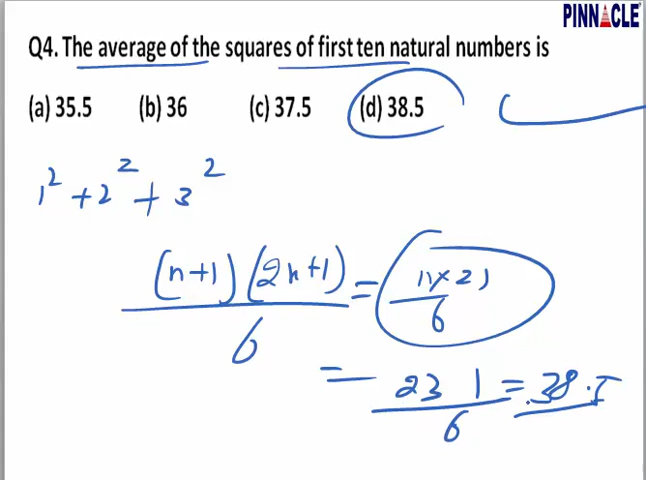 PINNACLE
Q4. The average of the squares of first ten natural numbers is
(a) 35.5 (b) 36 (c) 37.5 (d) 38.5
1² + 2² + 3²
(n+1)(2n+1) = 11×21
6 6
= 231 = 38.5
6